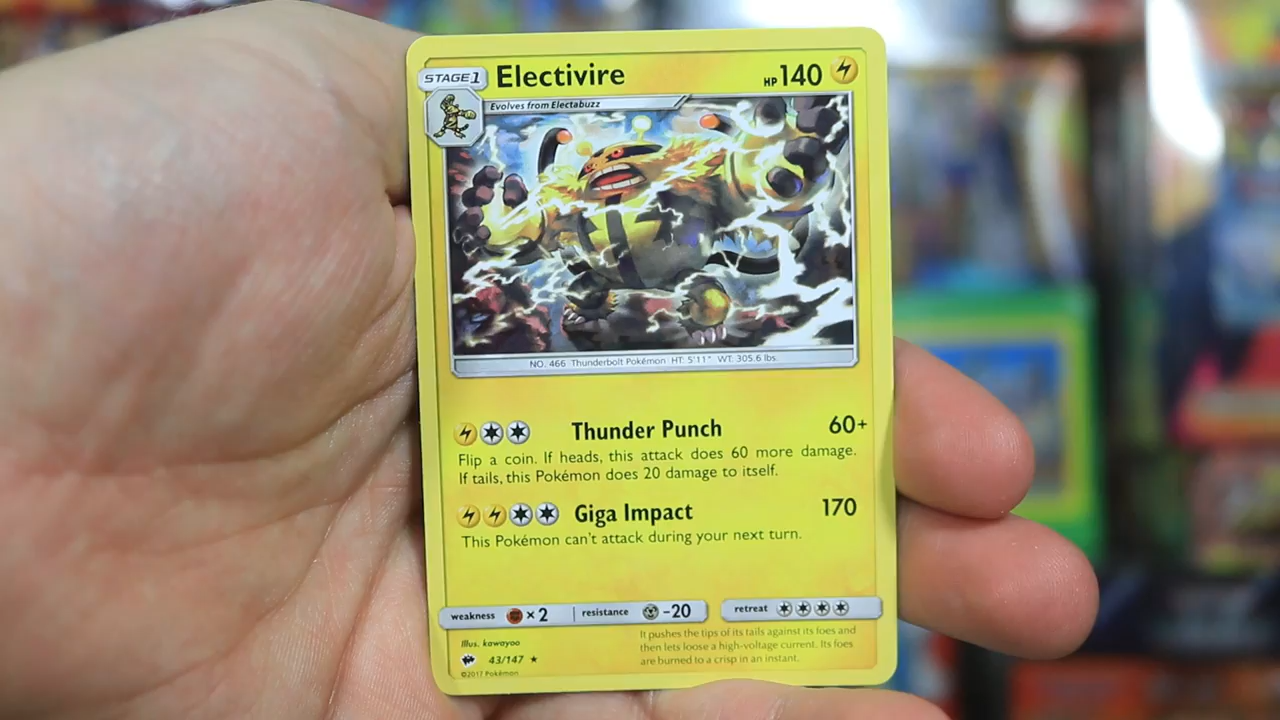 STAGE1 Electivire HP 140
Evolves from Electabuzz
NO. 466 Thunderbolt Pokémon HT: 5'11" WT: 305.6 lbs.
Thunder Punch 60+
Flip a coin. If heads, this attack does 60 more damage.
If tails, this Pokémon does 20 damage to itself.
Giga Impact 170
This Pokémon can't attack during your next turn.
weakness × 2 resistance -20 retreat
Illus. kawayoo
43/147 ★
©2017 Pokémon
It pushes the tips of its tails against its foes and
then lets loose a high-voltage current. Its foes
are burned to a crisp in an instant.